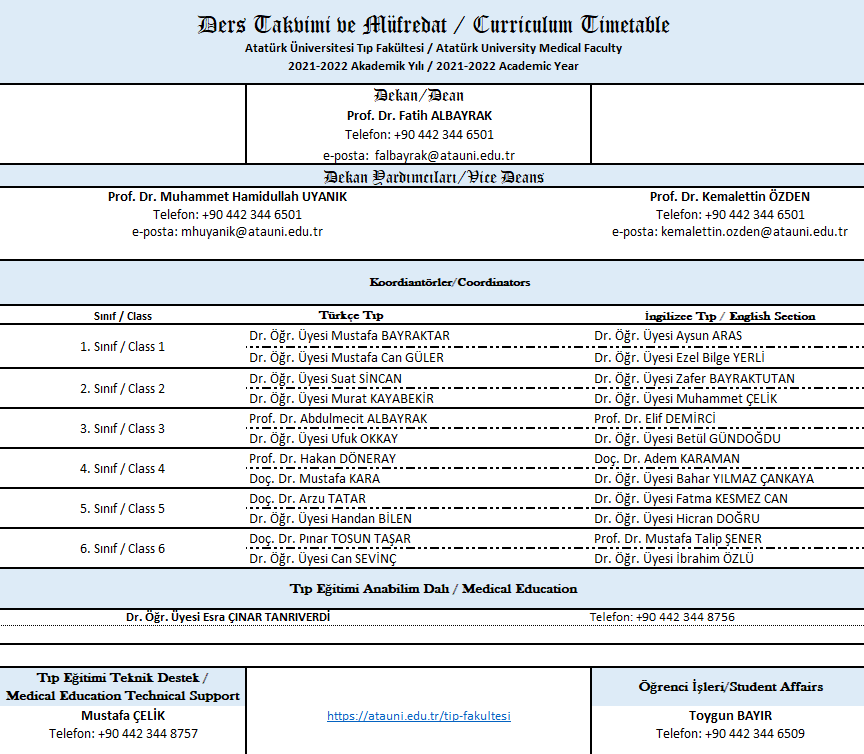 Ders Takvimi ve Müfredat / Curriculum Timetable
Atatürk Üniversitesi Tıp Fakültesi / Atatürk University Medical Faculty
2021-2022 Akademik Yılı / 2021-2022 Academic Year
Dekan/Dean
Prof. Dr. Fatih ALBAYRAK
Telefon: +90 442 344 6501
e-posta: falbayrak@atauni.edu.tr
Dekan Yardımcıları/Vice Deans
Prof. Dr. Muhammet Hamidullah UYANIK Prof. Dr. Kemalettin ÖZDEN
Telefon: +90 442 344 6501 Telefon: +90 442 344 6501
e-posta: mhuyanik@atauni.edu.tr e-posta: kemalettin.ozden@atauni.edu.tr
Koordiantörler/Coordinators
Sınıf / Class Türkçe Tıp İngilizce Tıp / English Section
1. Sınıf / Class 1
Dr. Öğr. Üyesi Mustafa BAYRAKTAR Dr. Öğr. Üyesi Aysun ARAS
Dr. Öğr. Üyesi Mustafa Can GÜLER Dr. Öğr. Üyesi Ezel Bilge YERLİ
2. Sınıf / Class 2
Dr. Öğr. Üyesi Suat SİNCAN Dr. Öğr. Üyesi Zafer BAYRAKTUTAN
Dr. Öğr. Üyesi Murat KAYABEKİR Dr. Öğr. Üyesi Muhammet ÇELİK
3. Sınıf / Class 3
Prof. Dr. Abdulmecit ALBAYRAK Prof. Dr. Elif DEMİRCİ
Dr. Öğr. Üyesi Ufuk OKKAY Dr. Öğr. Üyesi Betül GÜNDOĞDU
4. Sınıf / Class 4
Prof. Dr. Hakan DÖNERAY Doç. Dr. Adem KARAMAN
Doç. Dr. Mustafa KARA Dr. Öğr. Üyesi Bahar YILMAZ ÇANKAYA
5. Sınıf / Class 5
Doç. Dr. Arzu TATAR Dr. Öğr. Üyesi Fatma KESMEZ CAN
Dr. Öğr. Üyesi Handan BİLEN Dr. Öğr. Üyesi Hicran DOĞRU
6. Sınıf / Class 6
Doç. Dr. Pınar TOSUN TAŞAR Prof. Dr. Mustafa Talip ŞENER
Dr. Öğr. Üyesi Can SEVİNÇ Dr. Öğr. Üyesi İbrahim ÖZLÜ
Tıp Eğitimi Anabilim Dalı / Medical Education
Dr. Öğr. Üyesi Esra ÇINAR TANRIVERDİ Telefon: +90 442 344 8756
Tıp Eğitimi Teknik Destek /
Medical Education Technical Support
Mustafa ÇELİK
Telefon: +90 442 344 8757
https://atauni.edu.tr/tip-fakultesi
Öğrenci İşleri/Student Affairs
Toygun BAYIR
Telefon: +90 442 344 6509